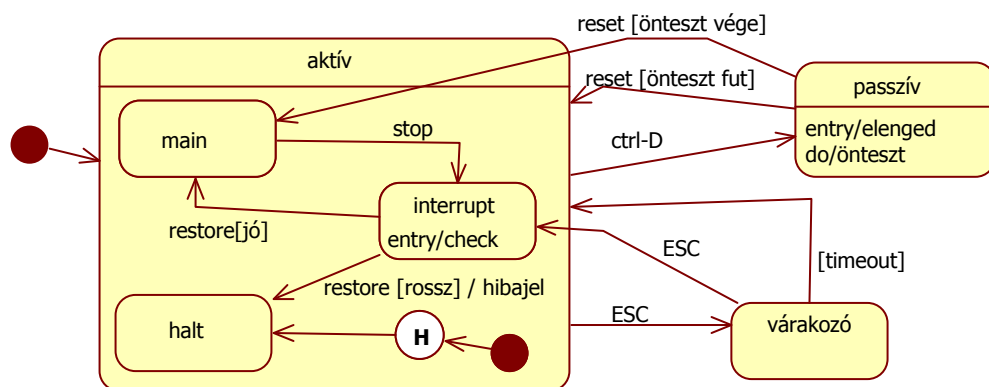 reset [önteszt vége]
aktív
reset [önteszt fut]
passzív
main
stop
ctrl-D
entry/elenged
do/önteszt
interrupt
restore[jó]
entry/check
ESC
[timeout]
restore [rossz] / hibajel
halt
H
ESC
várakozó